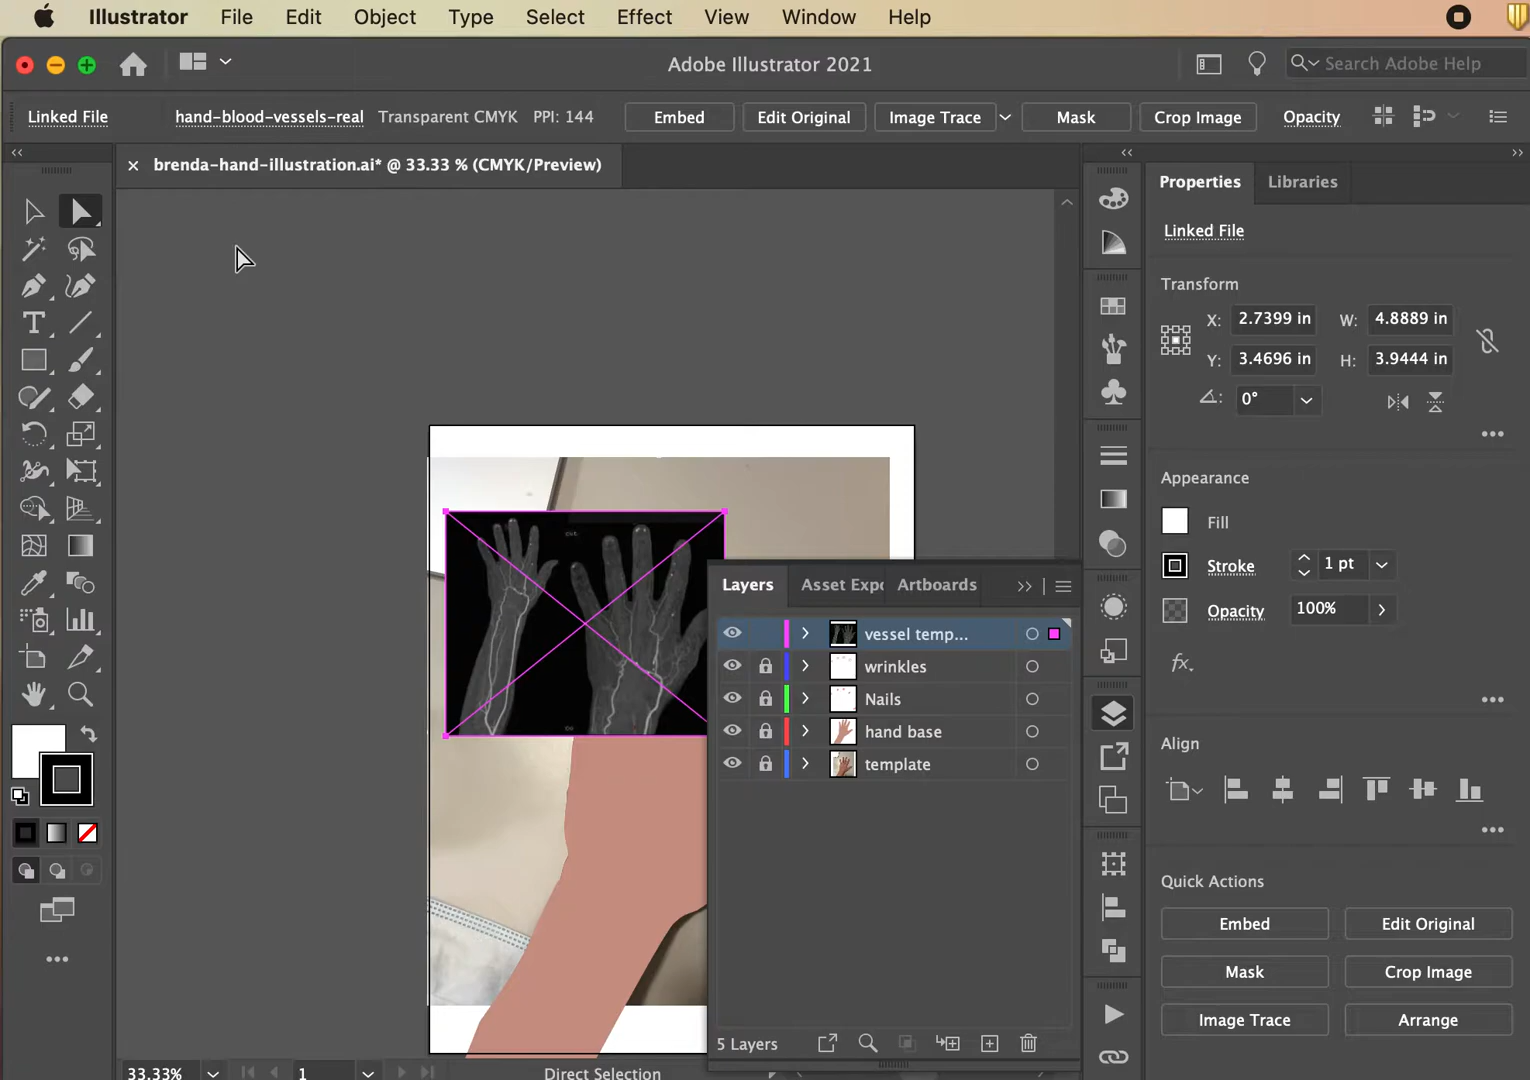 Illustrator File Edit Object Type Select Effect View Window Help
Adobe Illustrator 2021
Search Adobe Help
Linked File hand-blood-vessels-real Transparent CMYK PPI: 144 Embed Edit Original Image Trace Mask Crop Image Opacity
brenda-hand-illustration.ai* @ 33.33 % (CMYK/Preview)
Properties Libraries
Linked File
Transform
X: 2.7399 in W: 4.8889 in
Y: 3.4696 in H: 3.9444 in
0°
Appearance
Fill
Stroke 1 pt
Opacity 100%
fx
Align
Quick Actions
Embed Edit Original
Mask Crop Image
Image Trace Arrange
Layers Asset Expo Artboards
vessel temp...
wrinkles
Nails
hand base
template
5 Layers
33.33% 1 Direct Selection